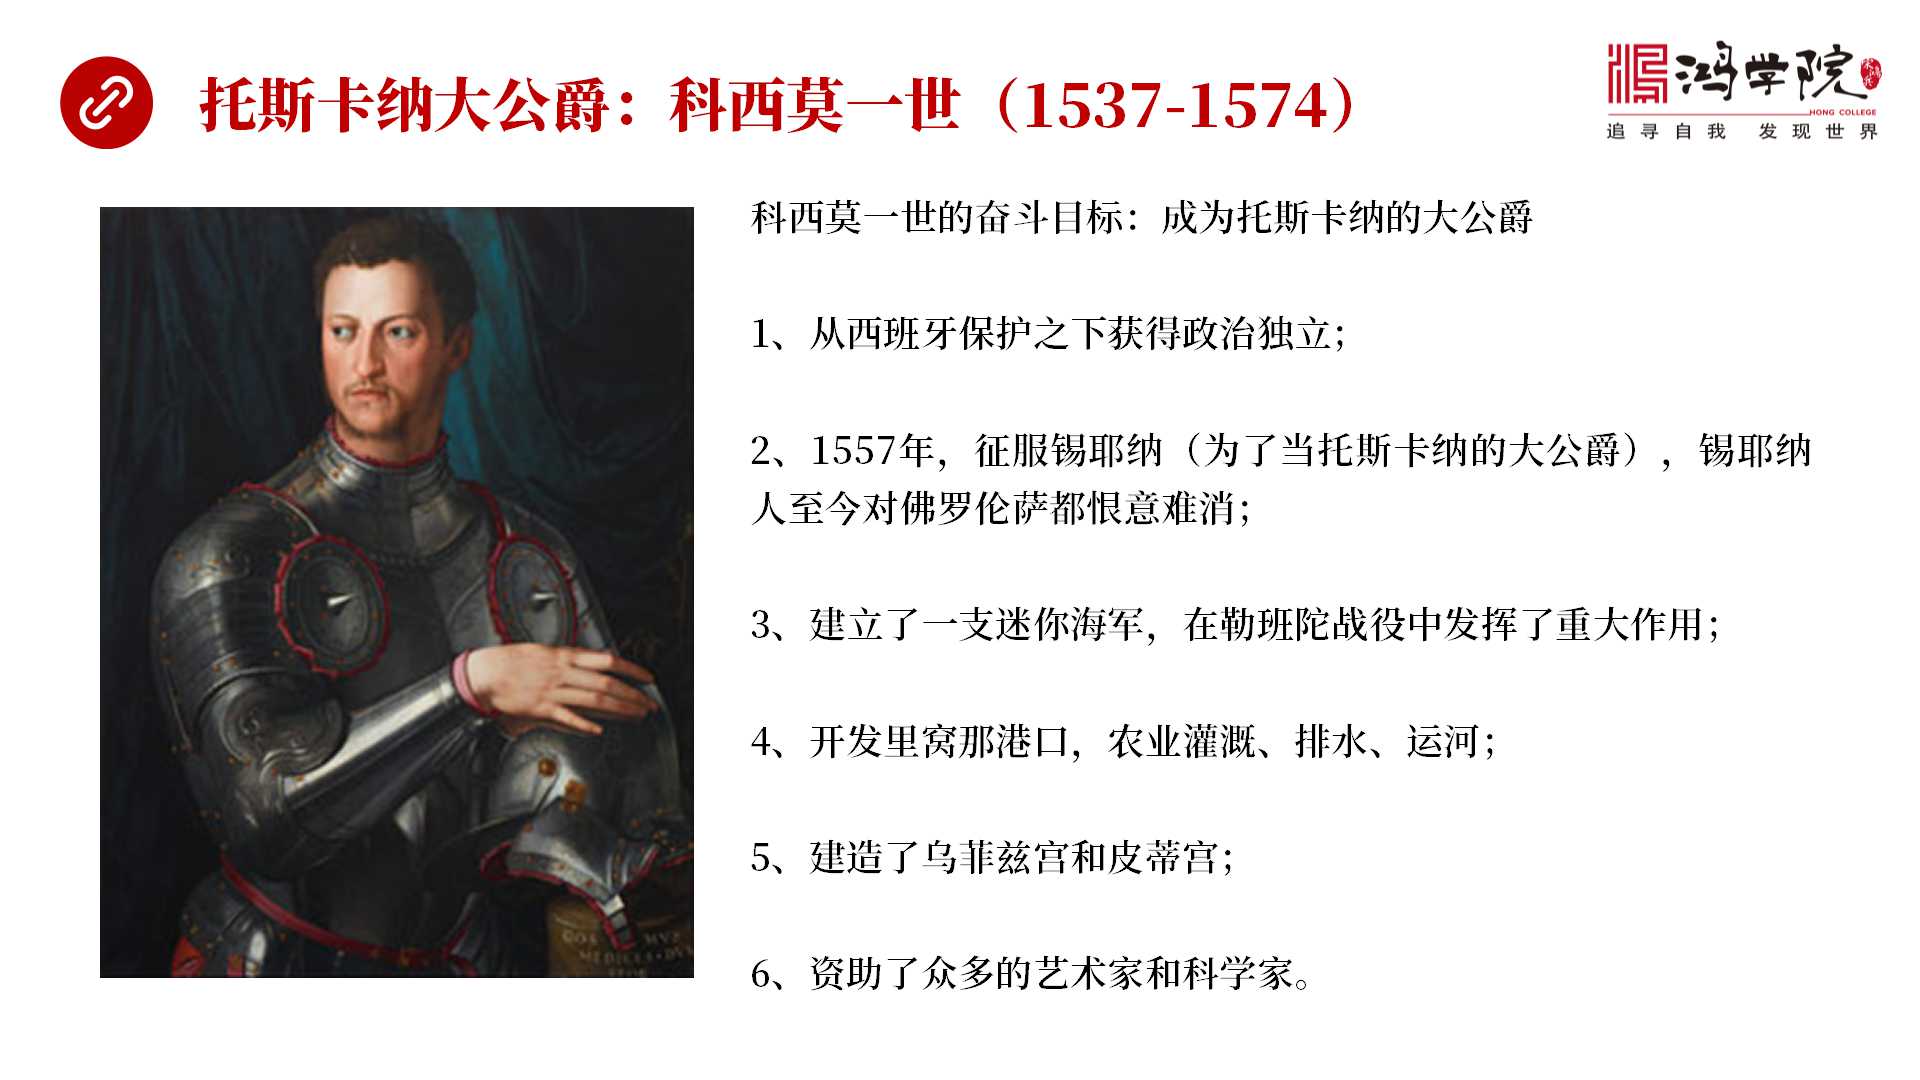 托斯卡纳大公爵：科西莫一世（1537-1574）
鸿学院
HONG COLLEGE
追寻自我 发现世界
科西莫一世的奋斗目标：成为托斯卡纳的大公爵
1、从西班牙保护之下获得政治独立；
2、1557年，征服锡耶纳（为了当托斯卡纳的大公爵），锡耶纳
人至今对佛罗伦萨都恨意难消；
3、建立了一支迷你海军，在勒班陀战役中发挥了重大作用；
4、开发里窝那港口，农业灌溉、排水、运河；
5、建造了乌菲兹宫和皮蒂宫；
6、资助了众多的艺术家和科学家。